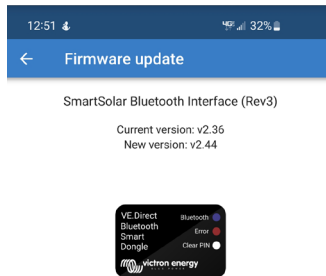 12:51 32%
Firmware update
SmartSolar Bluetooth Interface (Rev3)
Current version: v2.36
New version: v2.44
VE.Direct
Bluetooth
Smart
Dongle
Bluetooth
Error
Clear PIN
victron energy